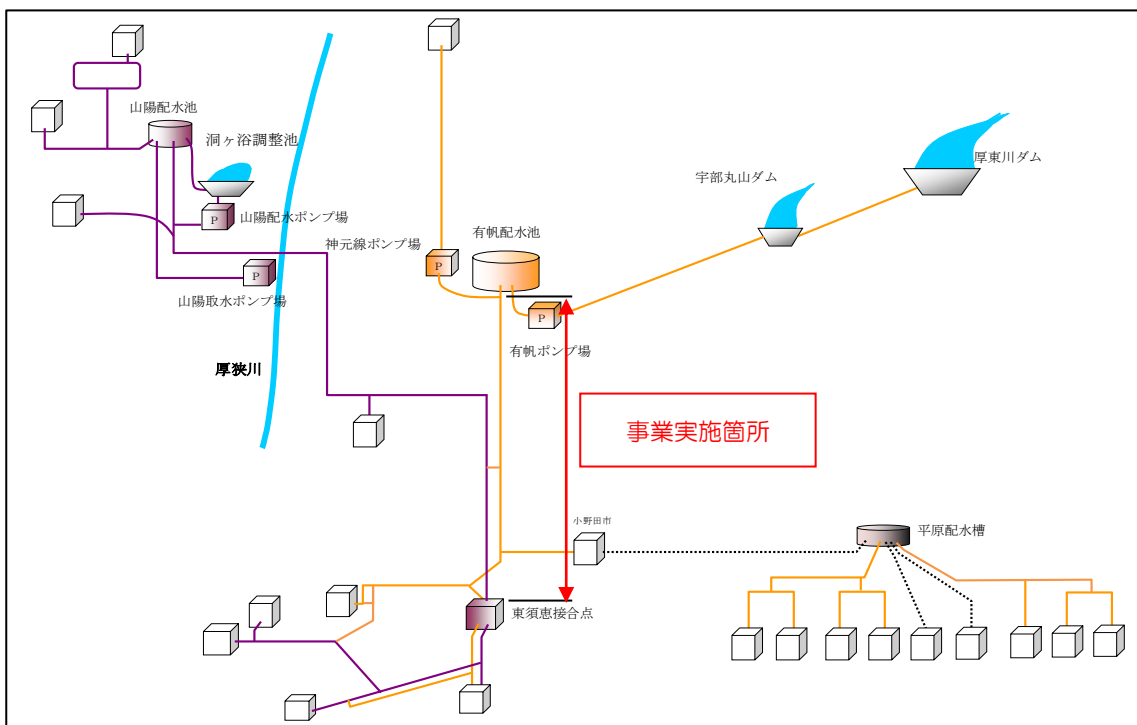 山陽配水池
洞ヶ浴調整池
厚東川ダム
宇部丸山ダム
P
山陽配水ポンプ場
有帆配水池
神元線ポンプ場
P
P
山陽取水ポンプ場
P
有帆ポンプ場
厚狭川
事業実施箇所
小野田市
平原配水槽
東須恵接合点